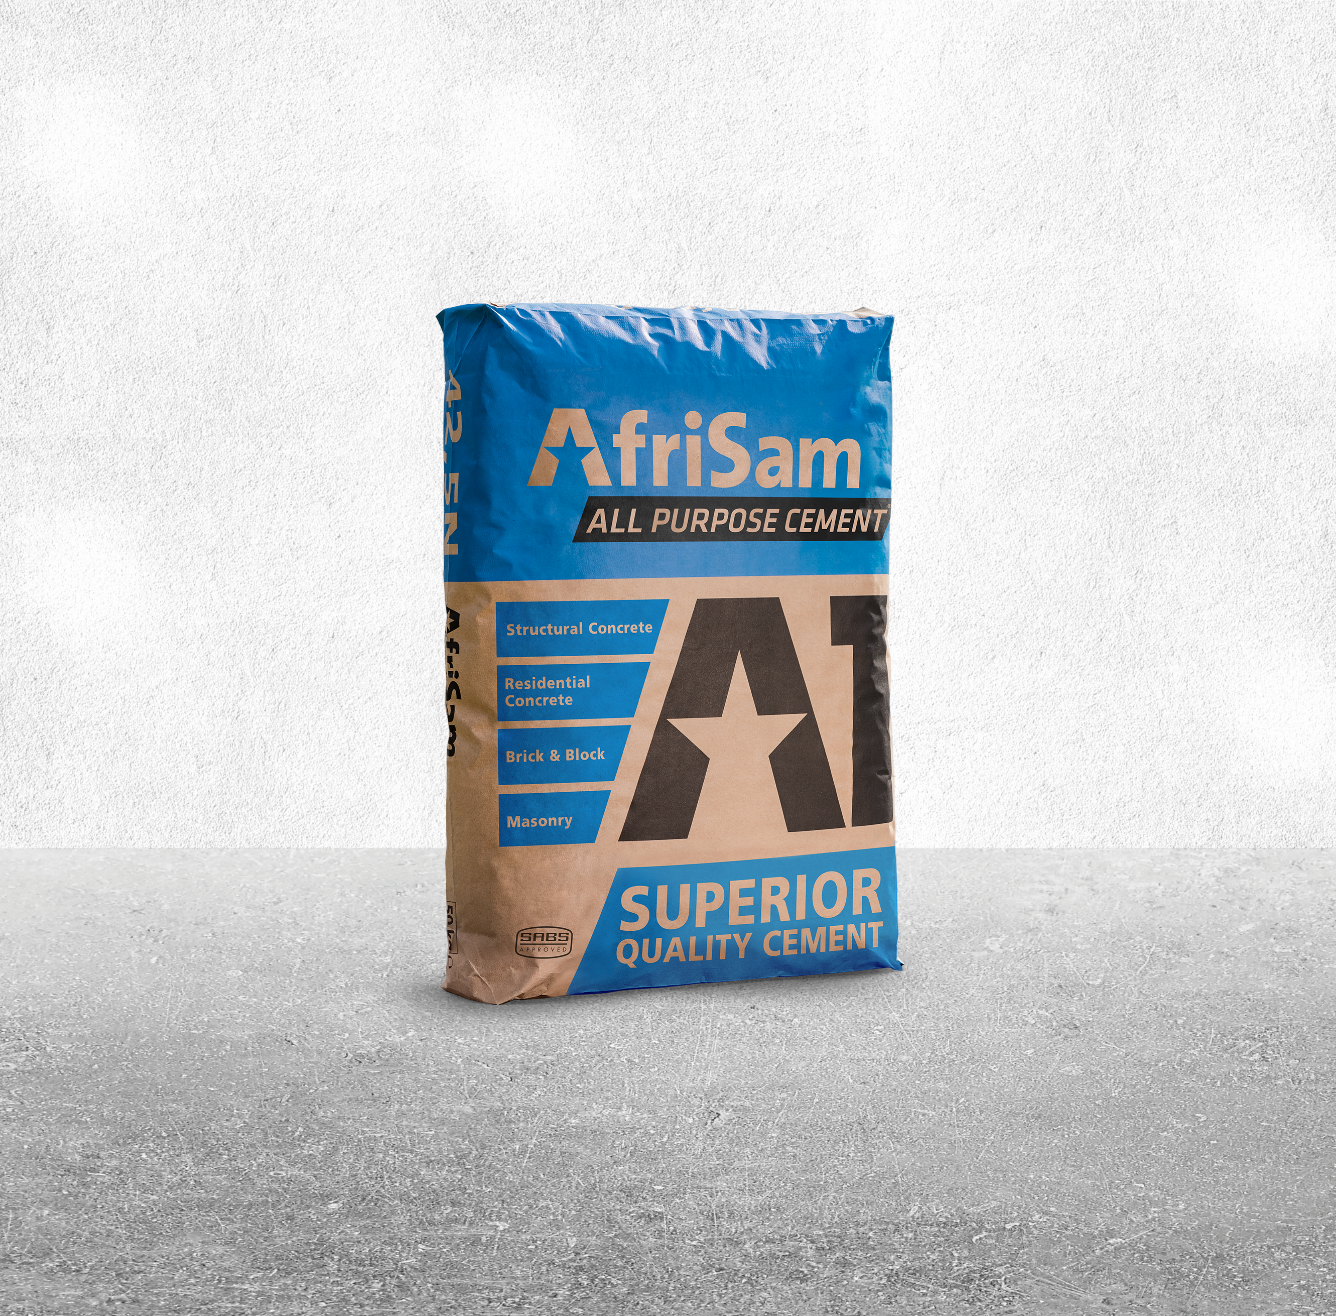 AfriSam
ALL PURPOSE CEMENT
Structural Concrete
Residential
Concrete
Brick & Block
Masonry
A1
SUPERIOR
QUALITY CEMENT
SABS
APPROVED
42,5N
AfriSam
50kg